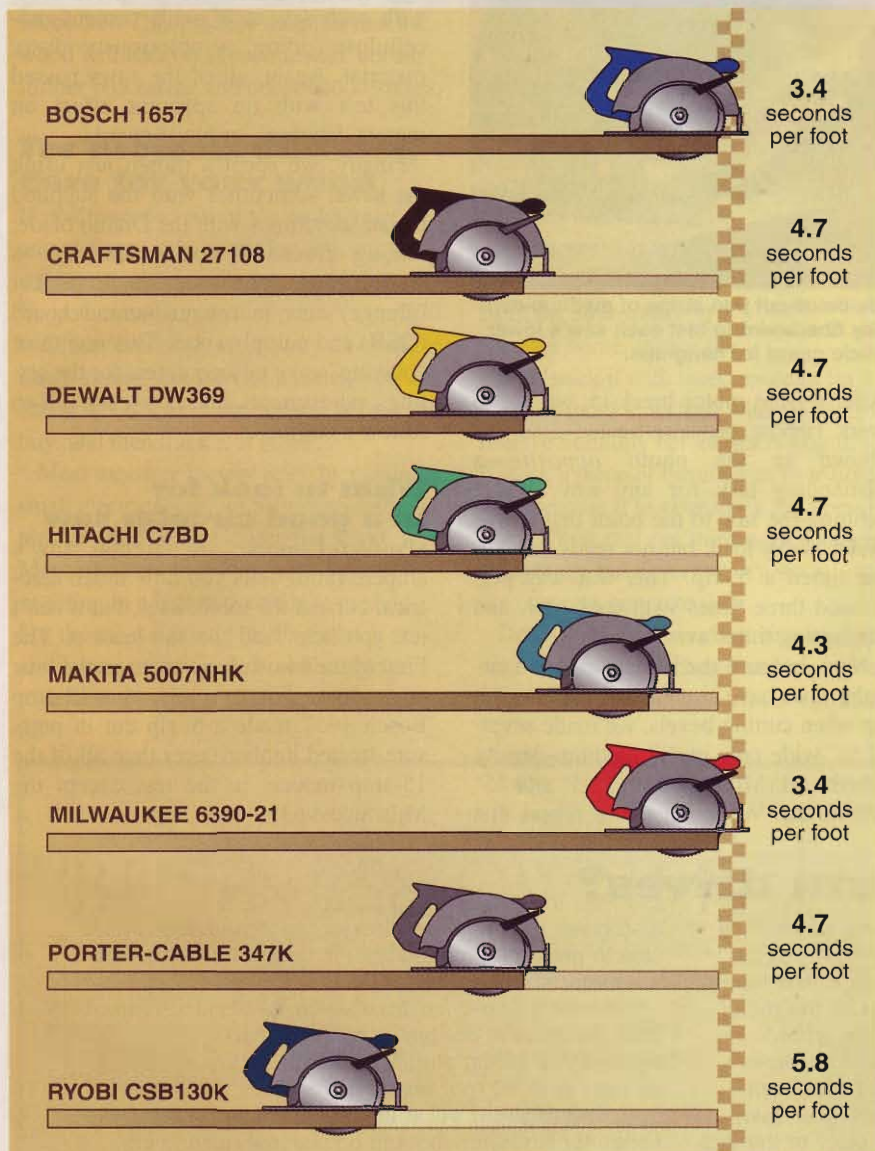 BOSCH 1657
3.4
seconds
per foot
CRAFTSMAN 27108
4.7
seconds
per foot
DEWALT DW369
4.7
seconds
per foot
HITACHI C7BD
4.7
seconds
per foot
MAKITA 5007NHK
4.3
seconds
per foot
MILWAUKEE 6390-21
3.4
seconds
per foot
PORTER-CABLE 347K
4.7
seconds
per foot
RYOBI CSB130K
5.8
seconds
per foot